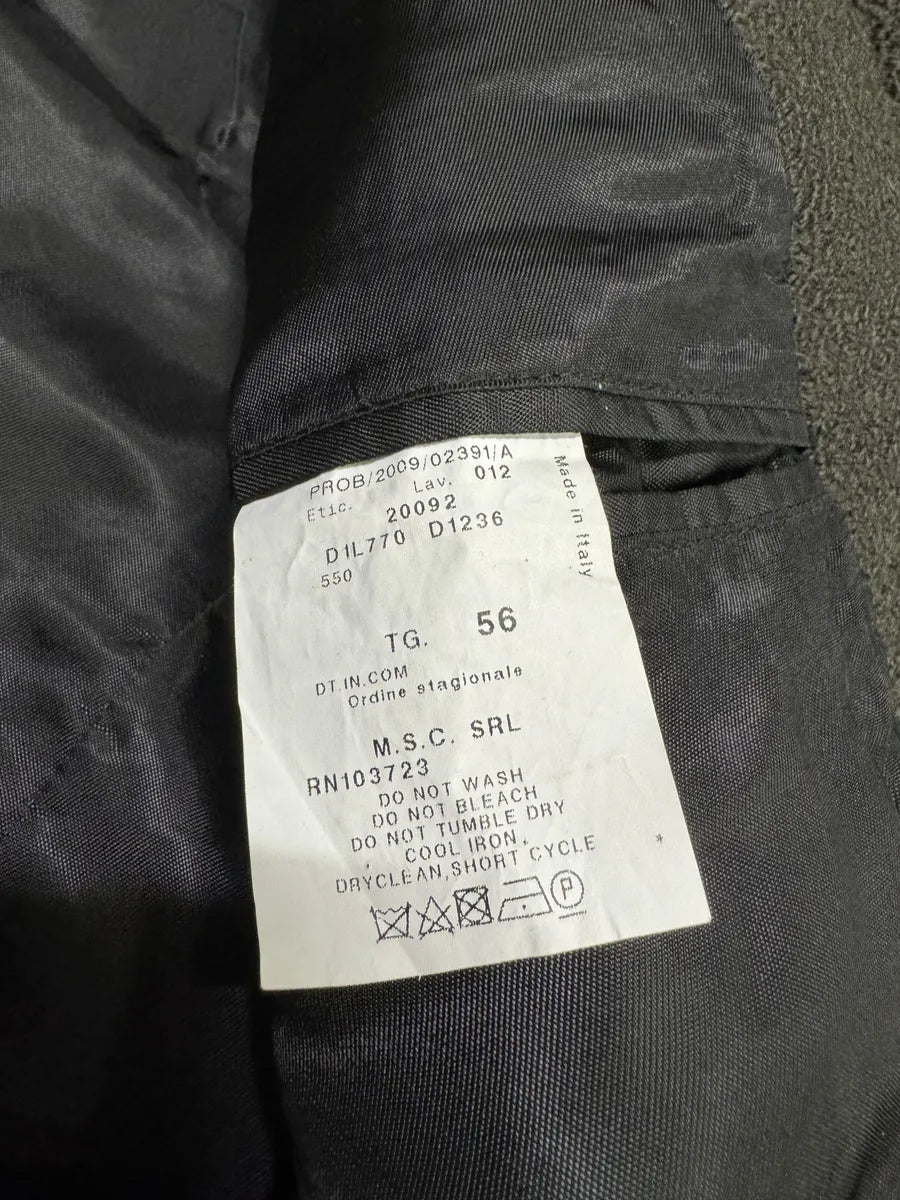 PROB/2009/02391/A
Etic. Lav. 012
20092
D1L770 D1236
550
TG. 56
DT.IN.COM
Ordine stagionale
M.S.C. SRL
RN103723
DO NOT WASH
DO NOT BLEACH
DO NOT TUMBLE DRY
COOL IRON.
DRYCLEAN,SHORT CYCLE *
P
Made in Italy